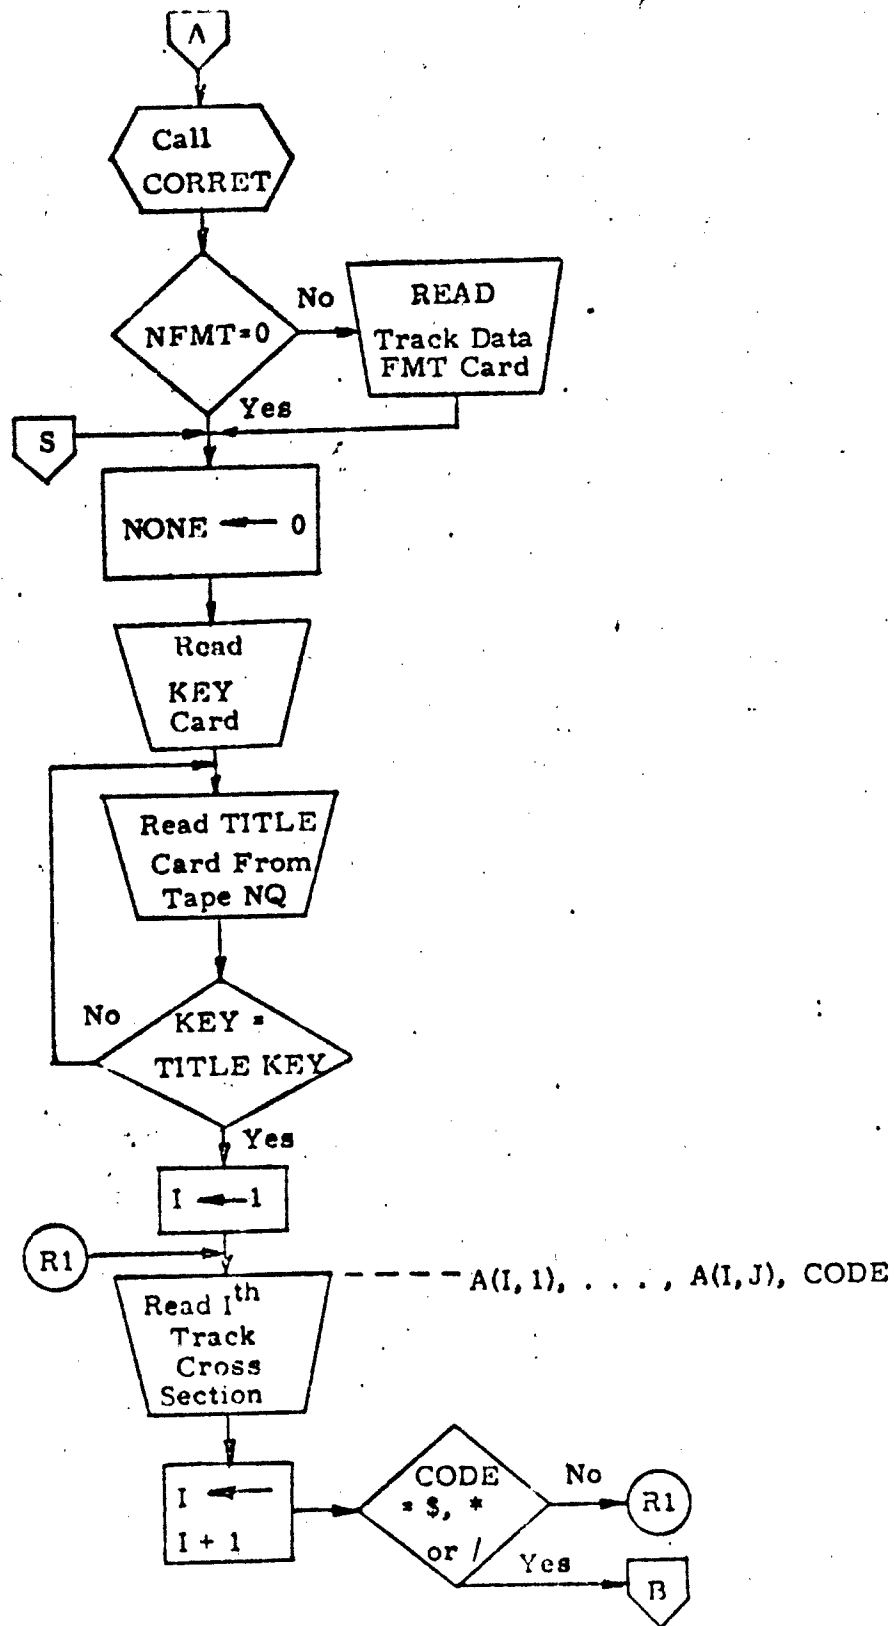 A
Call
CORRET
NFMT=0
No
READ
Track Data
FMT Card
Yes
S
NONE ← 0
Read
KEY
Card
Read TITLE
Card From
Tape NQ
No
KEY =
TITLE KEY
Yes
I ← 1
R1
A(I,1), . . . , A(I,J), CODE
Read Ith
Track
Cross
Section
I ←
I + 1
CODE
= $, *
or /
No
R1
Yes
B